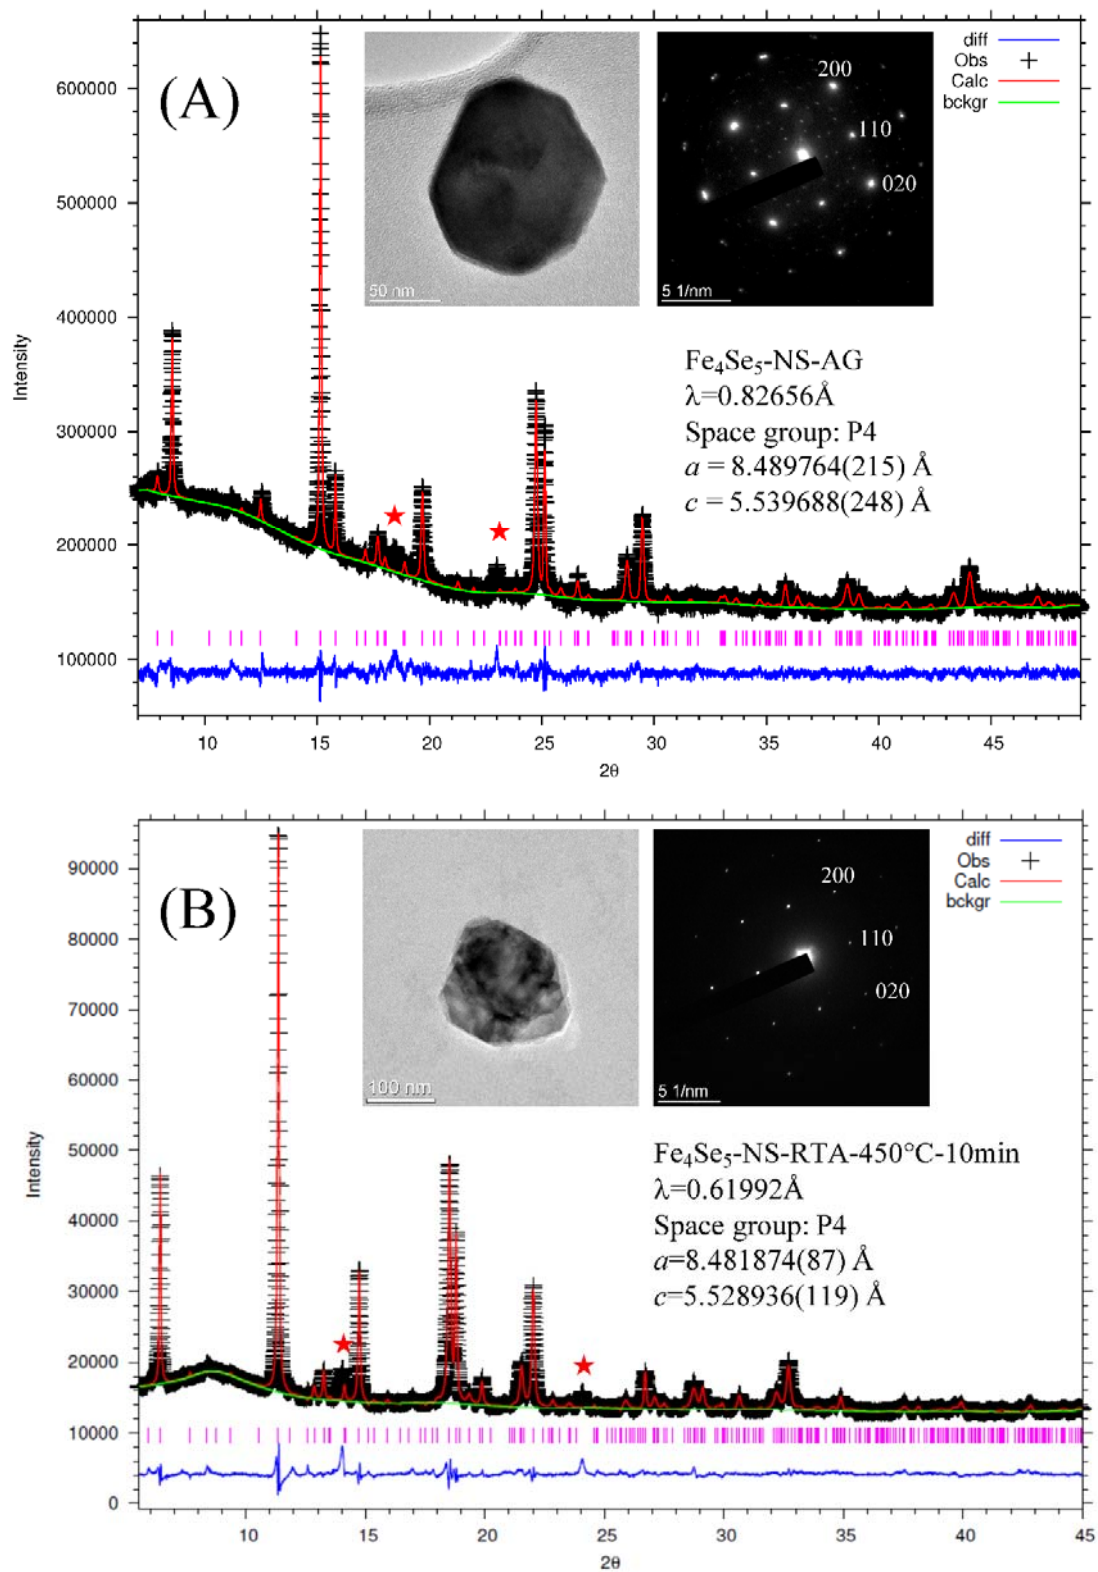 (A)
diff
Obs
Calc
bckgr
200
110
020
50 nm
5 1/nm
Fe₄Se₅-NS-AG
λ=0.82656Å
Space group: P4
a = 8.489764(215) Å
c = 5.539688(248) Å
Intensity
600000
500000
400000
300000
200000
100000
10 15 20 25 30 35 40 45
2θ
(B)
diff
Obs
Calc
bckgr
200
110
020
100 nm
5 1/nm
Fe₄Se₅-NS-RTA-450°C-10min
λ=0.61992Å
Space group: P4
a=8.481874(87) Å
c=5.528936(119) Å
Intensity
90000
80000
70000
60000
50000
40000
30000
20000
10000
0
10 15 20 25 30 35 40 45
2θ